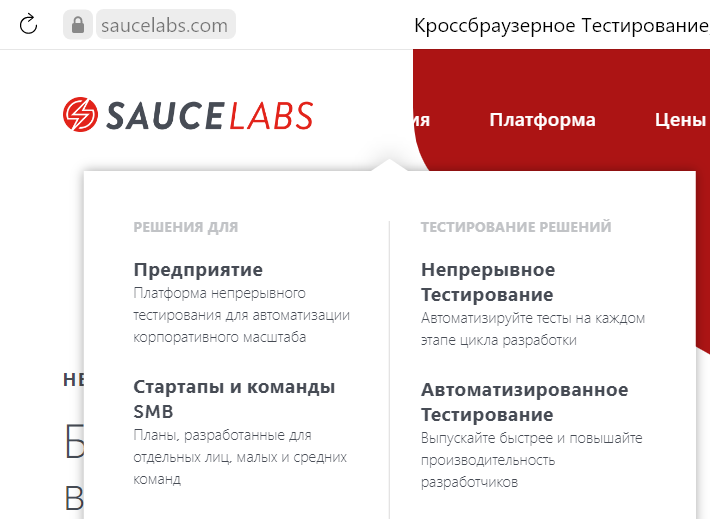 saucelabs.com
Кроссбраузерное Тестирование
SAUCE LABS
ия Платформа Цены
РЕШЕНИЯ ДЛЯ
Предприятие
Платформа непрерывного
тестирования для автоматизации
корпоративного масштаба
Стартапы и команды
SMB
Планы, разработанные для
отдельных лиц, малых и средних
команд
ТЕСТИРОВАНИЕ РЕШЕНИЙ
Непрерывное
Тестирование
Автоматизируйте тесты на каждом
этапе цикла разработки
Автоматизированное
Тестирование
Выпускайте быстрее и повышайте
производительность
разработчиков
НЕ
Б
в